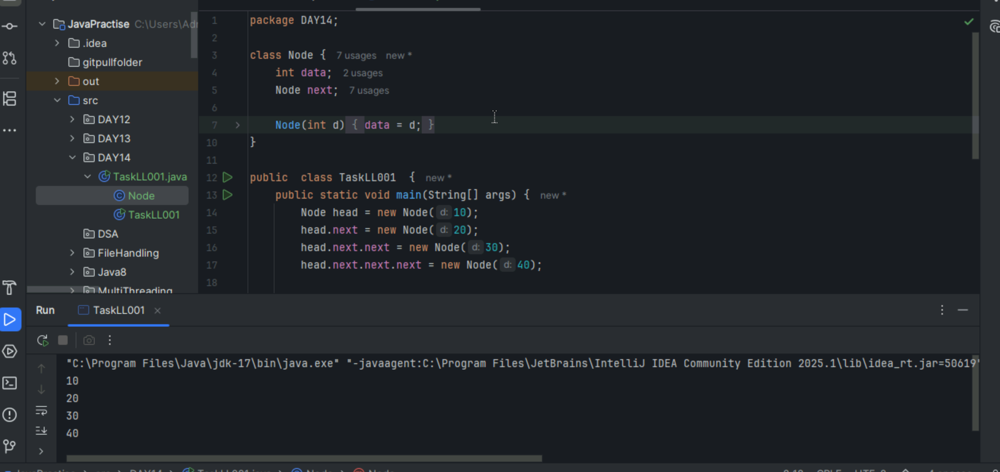 JavaPractise C:\Users\Ad
.idea
gitpullfolder
out
src
DAY12
DAY13
DAY14
TaskLL001.java
Node
TaskLL001
DSA
FileHandling
Java8
MultiThreading
1 package DAY14;
2
3 class Node { 7 usages new *
4 int data; 2 usages
5 Node next; 7 usages
6
7 Node(int d) { data = d; }
10 }
11
12 public class TaskLL001 { new *
13 public static void main(String[] args) { new *
14 Node head = new Node( d: 10);
15 head.next = new Node( d: 20);
16 head.next.next = new Node( d: 30);
17 head.next.next.next = new Node( d: 40);
18
Run TaskLL001
"C:\Program Files\Java\jdk-17\bin\java.exe" "-javaagent:C:\Program Files\JetBrains\IntelliJ IDEA Community Edition 2025.1\lib\idea_rt.jar=50619"
10
20
30
40